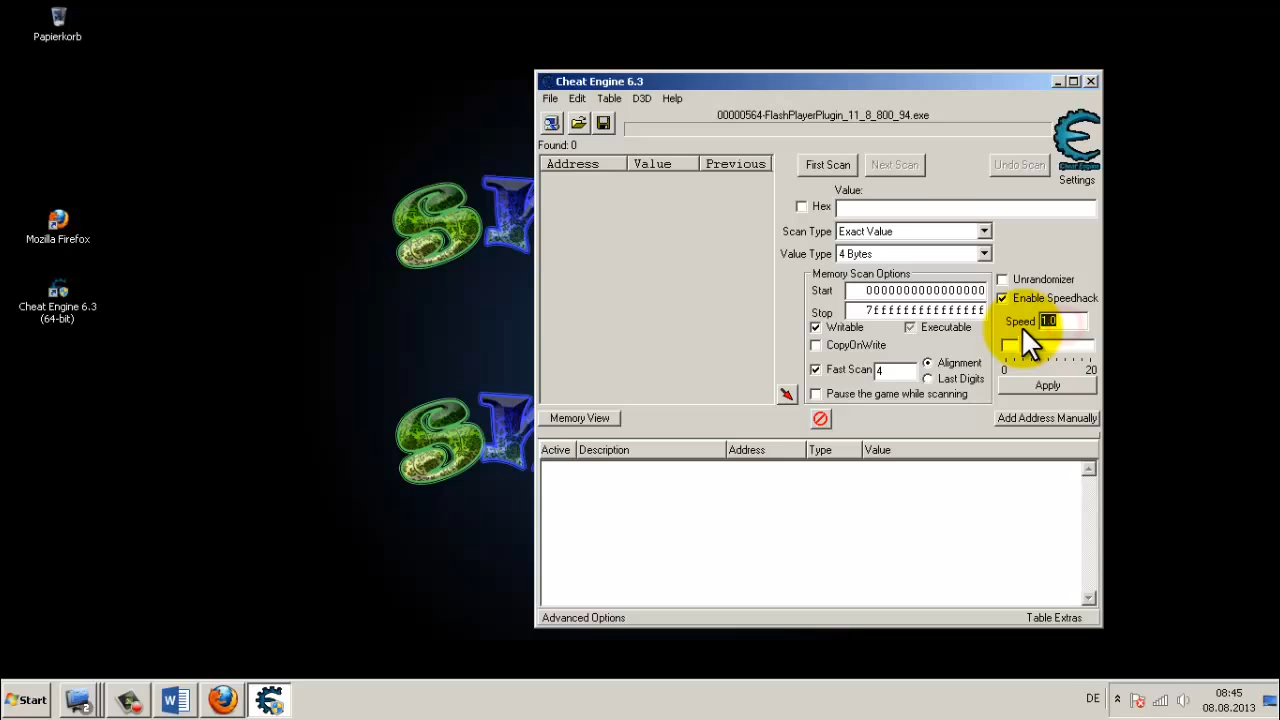 Papierkorb
Mozilla Firefox
Cheat Engine 6.3
(64-bit)
Cheat Engine 6.3
File Edit Table D3D Help
00000564-FlashPlayerPlugin_11_8_800_94.exe
Found: 0
Address Value Previous
First Scan Next Scan Undo Scan
Cheat Engine
Settings
Value:
Hex
Scan Type Exact Value
Value Type 4 Bytes
Memory Scan Options
Start 0000000000000000
Stop 7fffffffffffffff
Writable Executable
CopyOnWrite
Fast Scan 4 Alignment
Last Digits
Pause the game while scanning
Unrandomizer
Enable Speedhack
Speed 1.0
0 20
Apply
Memory View
Add Address Manually
Active Description Address Type Value
Advanced Options Table Extras
Start
2
DE
08:45
08.08.2013